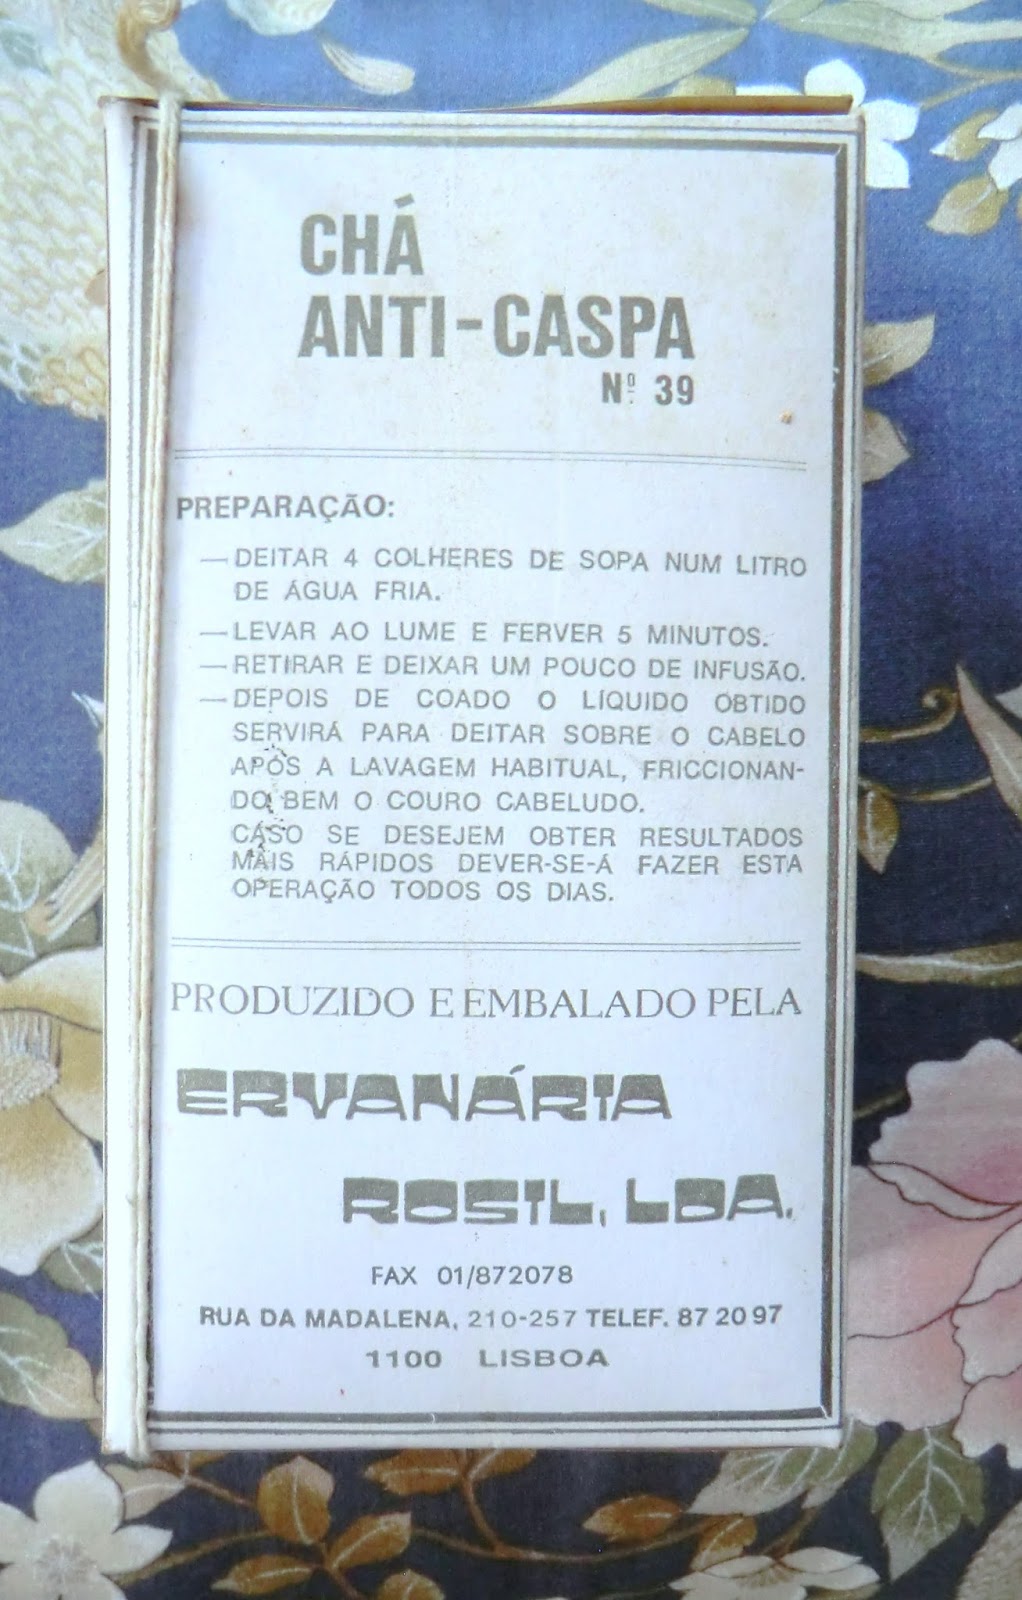 CHÁ
ANTI-CASPA
Nº 39
PREPARAÇÃO:
— DEITAR 4 COLHERES DE SOPA NUM LITRO
DE ÁGUA FRIA.
— LEVAR AO LUME E FERVER 5 MINUTOS.
— RETIRAR E DEIXAR UM POUCO DE INFUSÃO.
— DEPOIS DE COADO O LÍQUIDO OBTIDO
SERVIRÁ PARA DEITAR SOBRE O CABELO
APÓS A LAVAGEM HABITUAL, FRICCIONAN-
DO BEM O COURO CABELUDO.
CASO SE DESEJEM OBTER RESULTADOS
MAIS RÁPIDOS DEVER-SE-Á FAZER ESTA
OPERAÇÃO TODOS OS DIAS.
PRODUZIDO E EMBALADO PELA
ERVANÁRIA
ROSIL, LDA.
FAX 01/872078
RUA DA MADALENA, 210-257 TELEF. 87 20 97
1100 LISBOA